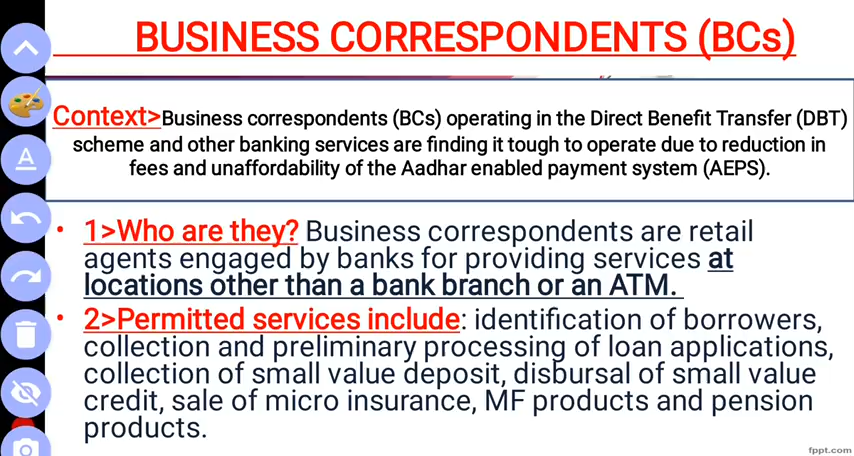 BUSINESS CORRESPONDENTS (BCs)
Context>Business correspondents (BCs) operating in the Direct Benefit Transfer (DBT)
scheme and other banking services are finding it tough to operate due to reduction in
fees and unaffordability of the Aadhar enabled payment system (AEPS).
• 1>Who are they? Business correspondents are retail
agents engaged by banks for providing services at
locations other than a bank branch or an ATM.
• 2>Permitted services include: identification of borrowers,
collection and preliminary processing of loan applications,
collection of small value deposit, disbursal of small value
credit, sale of micro insurance, MF products and pension
products.
fppt.com